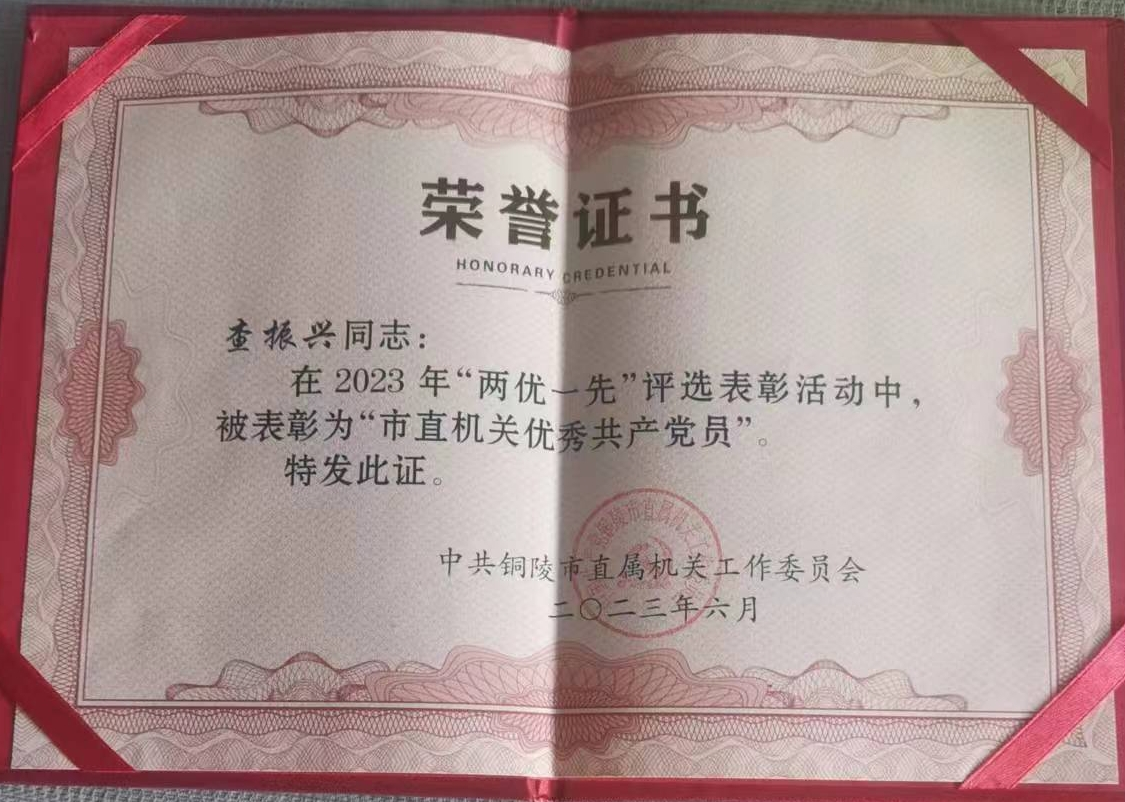 荣誉证书
HONORARY CREDENTIAL
查振兴同志：
在 2023 年“两优一先”评选表彰活动中，
被表彰为“市直机关优秀共产党员”。
特发此证。
中共铜陵市直属机关工作委员会
二〇二三年六月